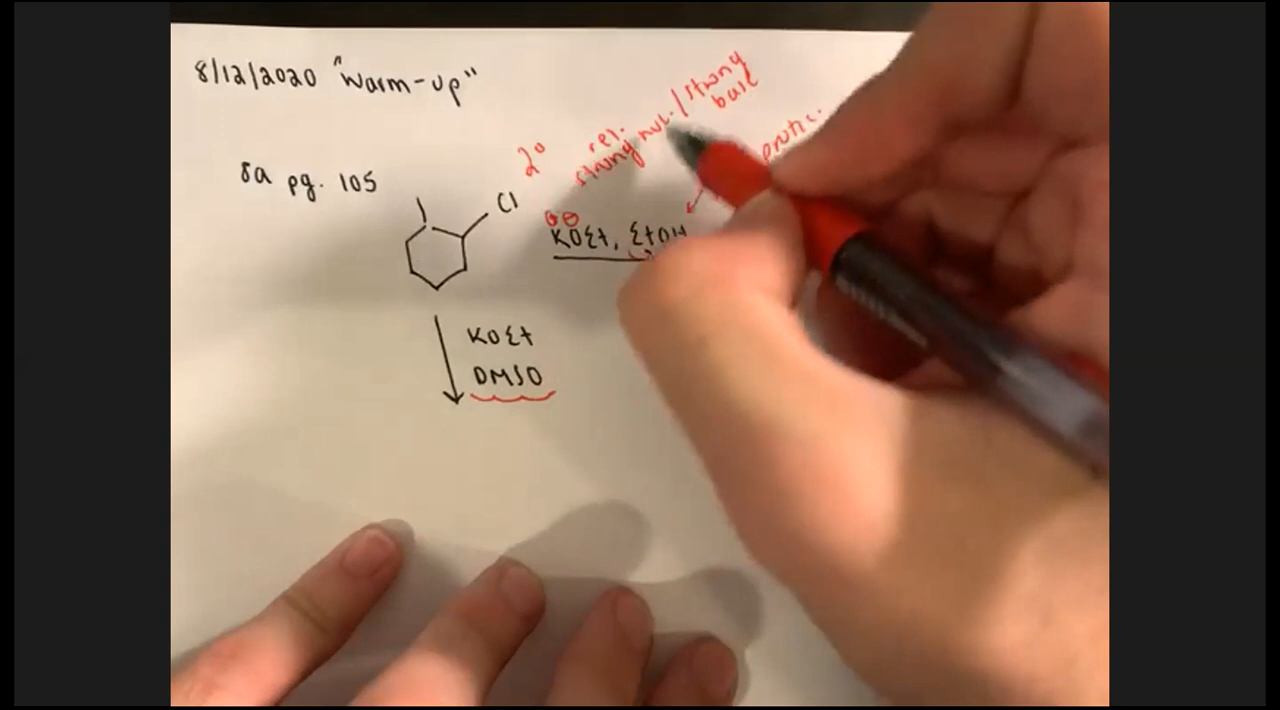 8/12/2020 "warm-up"
8a pg. 105
Cl
2°
rel.
strong nuc./strong
base
protic.
⊕⊖
KOEt, EtOH
KOEt
DMSO